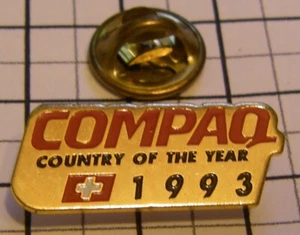 COMPAQ
COUNTRY OF THE YEAR
1993